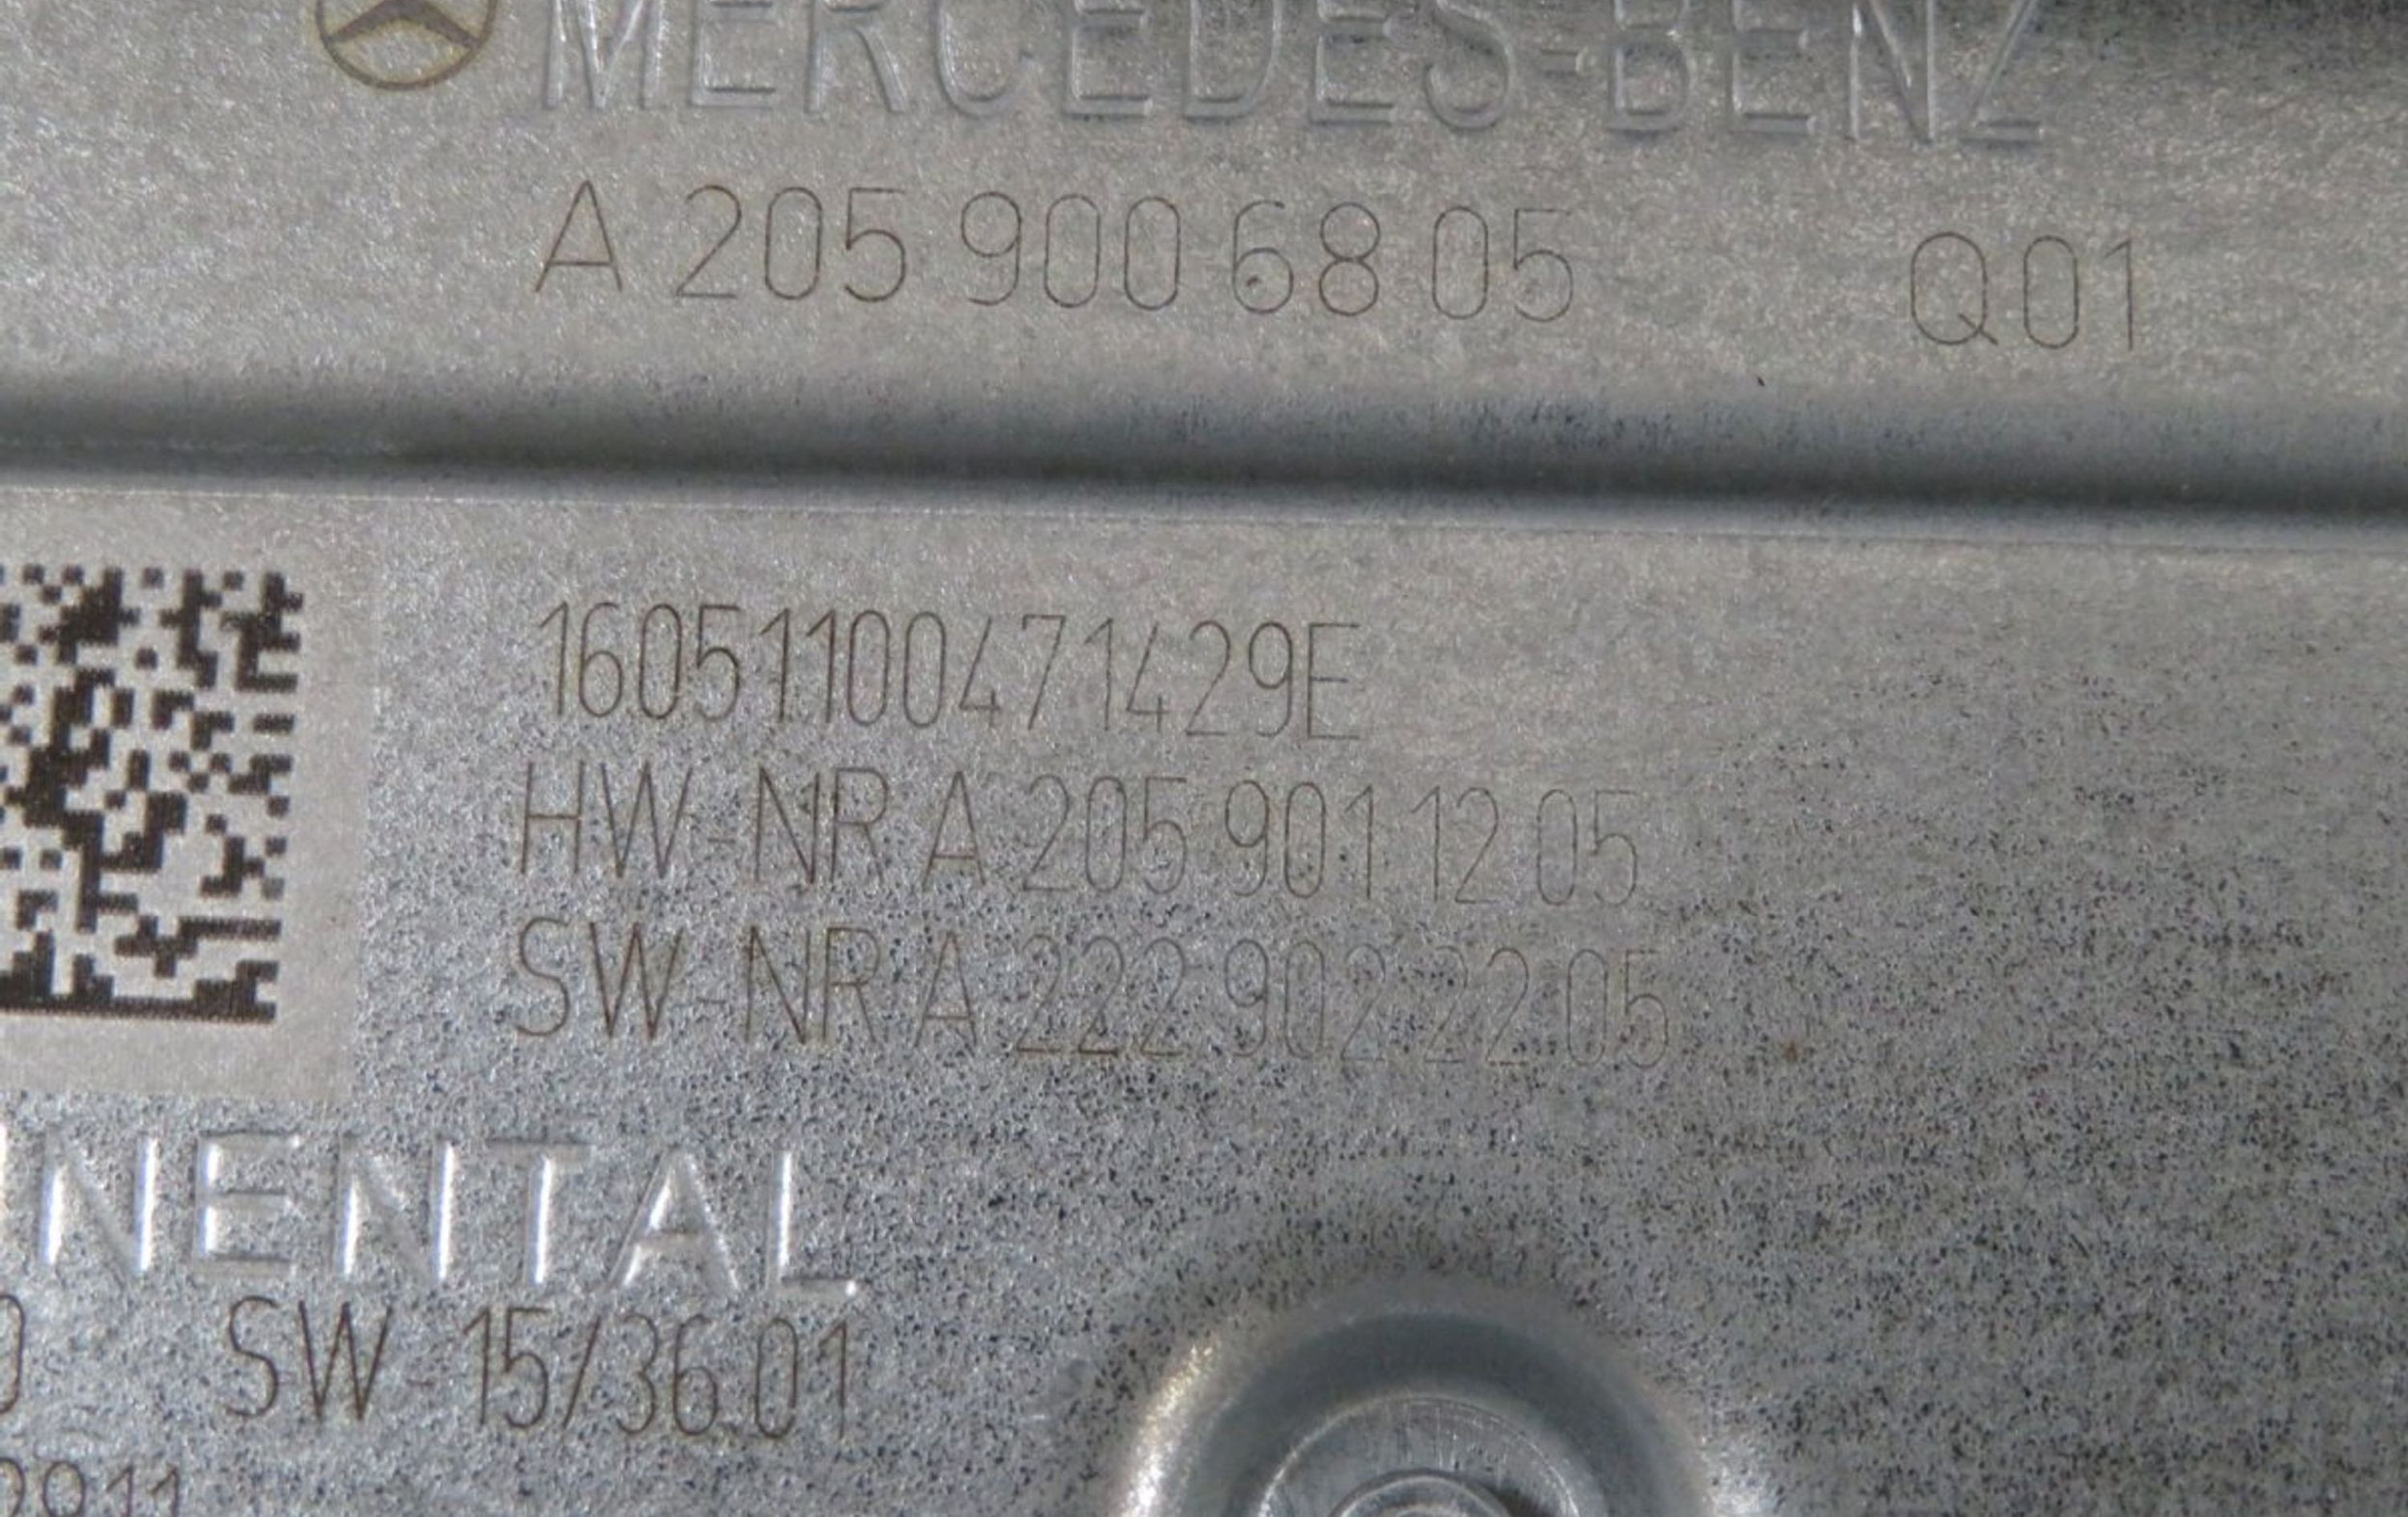 MERCEDES-BENZ
A 205 900 68 05 Q01
16051100471429E
HW-NR A 205 901 12 05
SW-NR A 222 902 22 05
NENTAL
SW-15/36.01